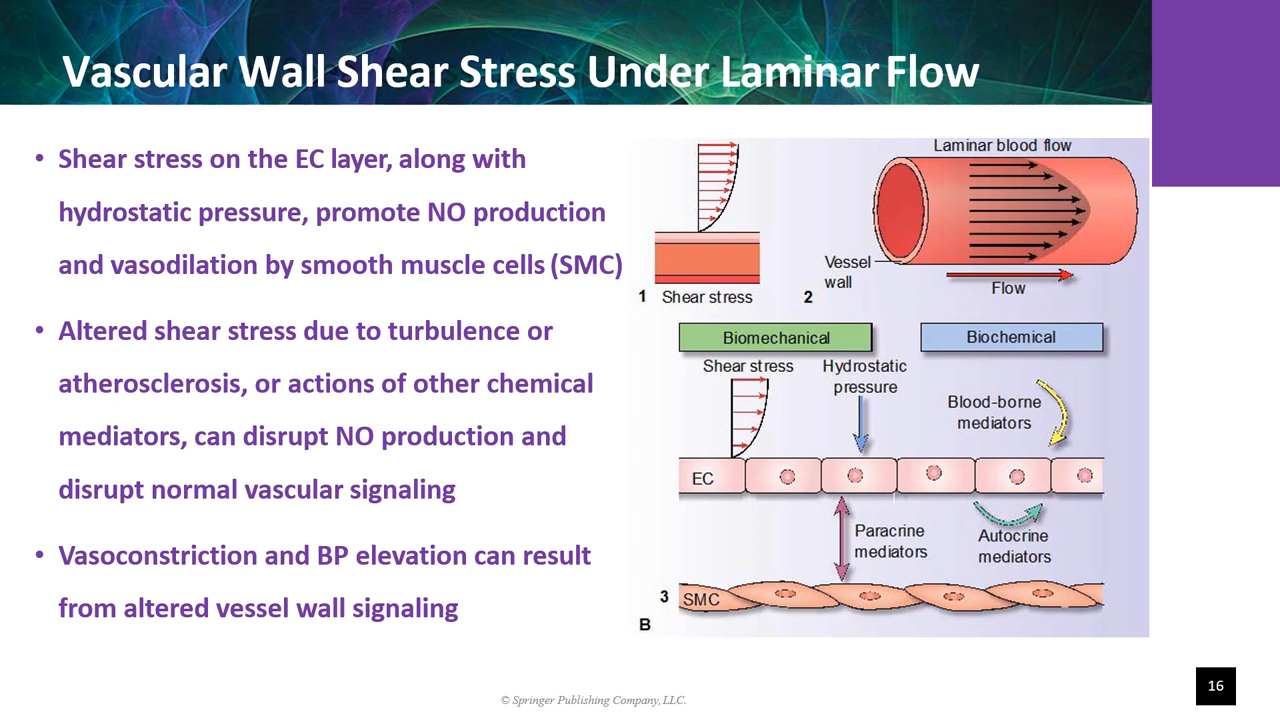 Vascular Wall Shear Stress Under Laminar Flow
• Shear stress on the EC layer, along with
hydrostatic pressure, promote NO production
and vasodilation by smooth muscle cells (SMC)
• Altered shear stress due to turbulence or
atherosclerosis, or actions of other chemical
mediators, can disrupt NO production and
disrupt normal vascular signaling
• Vasoconstriction and BP elevation can result
from altered vessel wall signaling
Laminar blood flow
Vessel
wall
Flow
1 Shear stress
2
Biomechanical
Biochemical
Shear stress
Hydrostatic
pressure
Blood-borne
mediators
EC
Paracrine
mediators
Autocrine
mediators
3 SMC
B
© Springer Publishing Company, LLC.
16